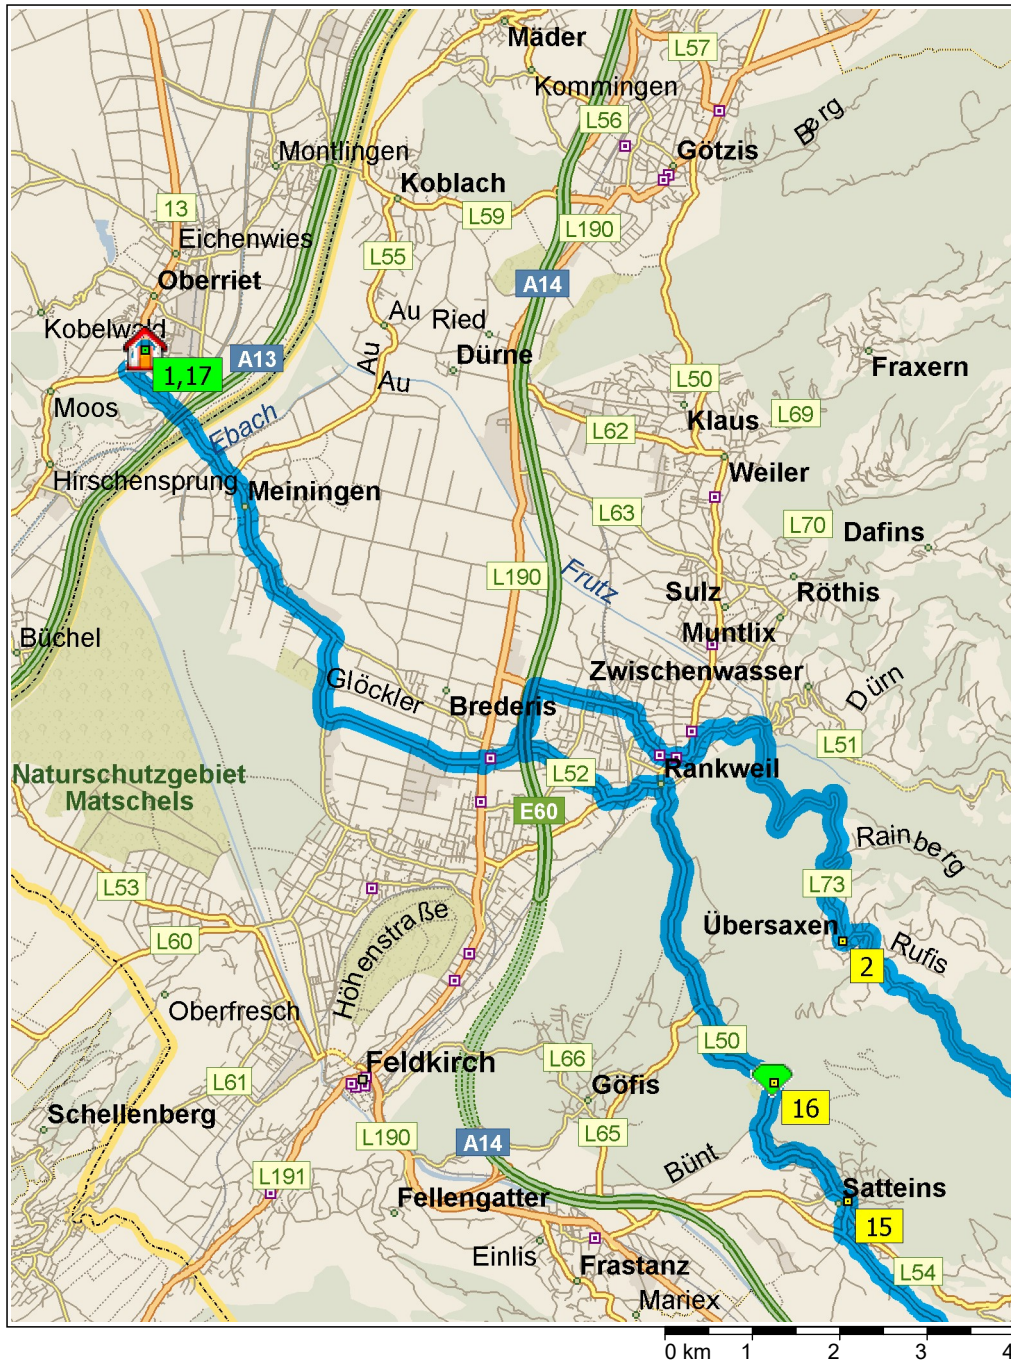 Mäder
L57
Kommingen
L56
Berg
Montlingen
Götzis
Koblach
13
L59
L190
Eichenwies
L55
Oberriet
A14
Au
Ried
Kobelwald
Dürne
A13
Au
Fraxern
1,17
Au
L50
Moos
Klaus
L69
Ebach
L62
Weiler
Hirschensprung
Meiningen
L63
L70
Dafins
Frutz
L190
Sulz
Röthis
Büchel
Muntlix
Zwischenwasser
Glöckler
Brederis
Dürn
L51
Naturschutzgebiet
Matschels
L52
Rankweil
E60
Rainberg
L53
L73
Höhenstraße
Übersaxen
L60
Rufis
2
Oberfresch
L50
L66
Feldkirch
L61
Göfis
Schellenberg
16
L190
A14
L65
Bünt
L191
Satteins
Fellengatter
15
Einlis
Frastanz
L54
Mariex
0 km 1 2 3 4